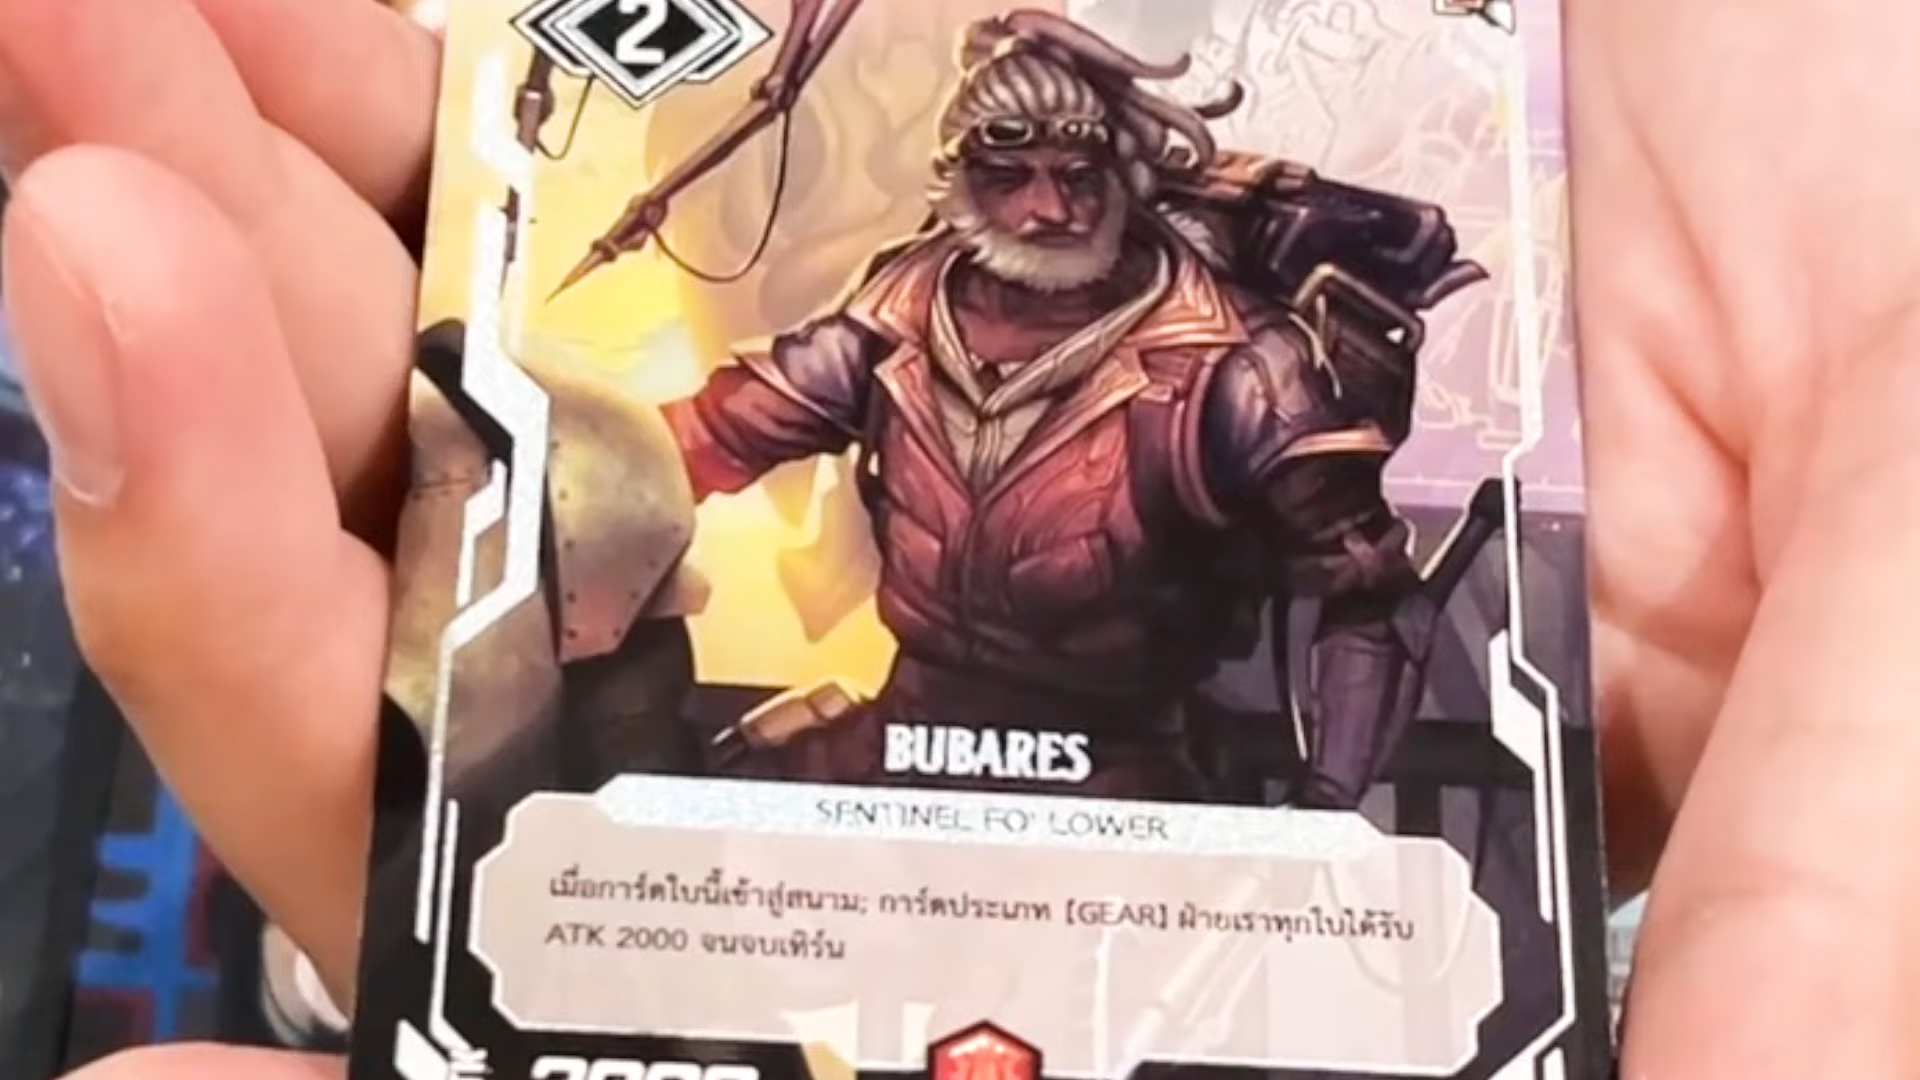 2
BUBARES
SENTINEL FOLLOWER
เมื่อการ์ดใบนี้เข้าสู่สนาม; การ์ดประเภท [GEAR] ฝ่ายเราทุกใบได้รับ
ATK 2000 จนจบเทิร์น